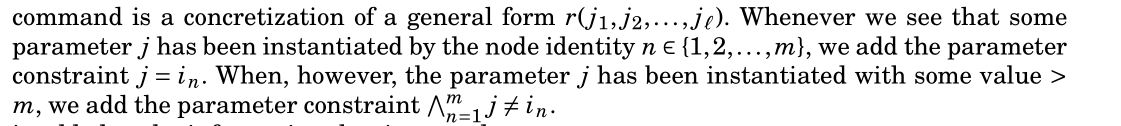 command is a concretization of a general form r(j₁,j₂,...,jℓ). Whenever we see that some
parameter j has been instantiated by the node identity n ∈ {1,2,...,m}, we add the parameter
constraint j = iₙ. When, however, the parameter j has been instantiated with some value >
m, we add the parameter constraint ⋀ᵐₙ₌₁ j ≠ iₙ.